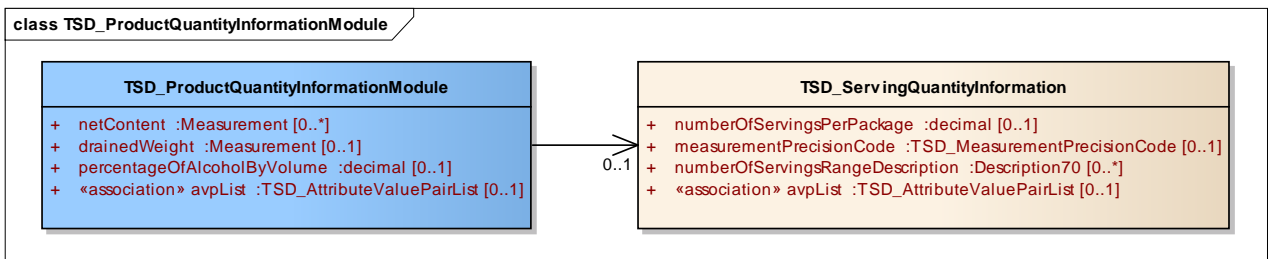 class TSD_ProductQuantityInformationModule
TSD_ProductQuantityInformationModule
+ netContent :Measurement [0..*]
+ drainedWeight :Measurement [0..1]
+ percentageOfAlcoholByVolume :decimal [0..1]
+ «association» avpList :TSD_AttributeValuePairList [0..1]
0..1
TSD_ServingQuantityInformation
+ numberOfServingsPerPackage :decimal [0..1]
+ measurementPrecisionCode :TSD_MeasurementPrecisionCode [0..1]
+ numberOfServingsRangeDescription :Description70 [0..*]
+ «association» avpList :TSD_AttributeValuePairList [0..1]